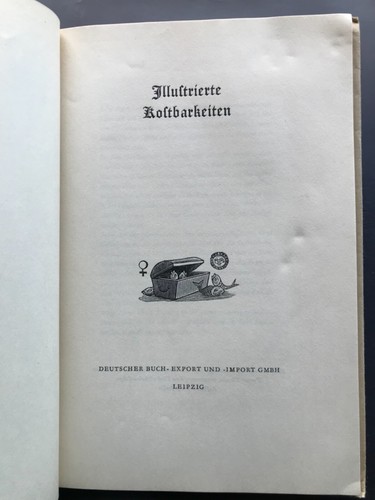 Illustrierte
Kostbarkeiten
♀
DEUTSCHER BUCH- EXPORT UND -IMPORT GMBH
LEIPZIG